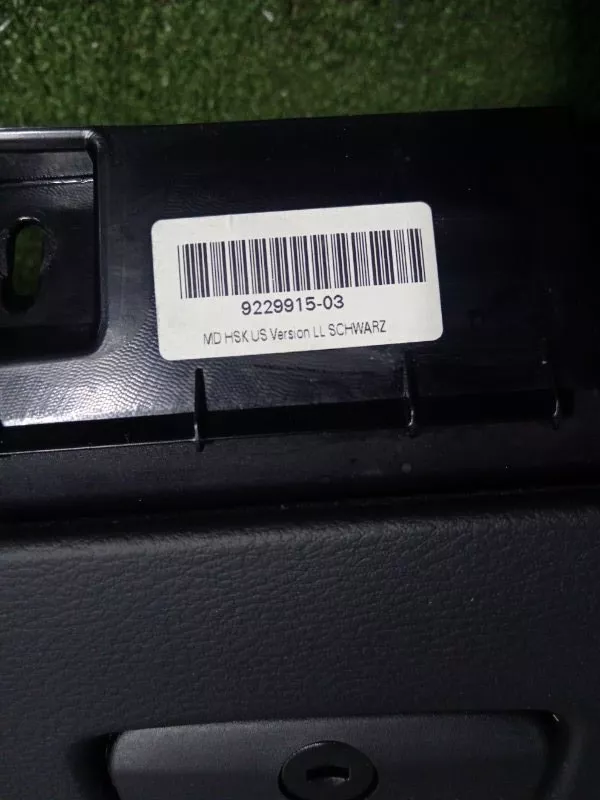 9229915-03
MD HSK US Version LL SCHWARZ